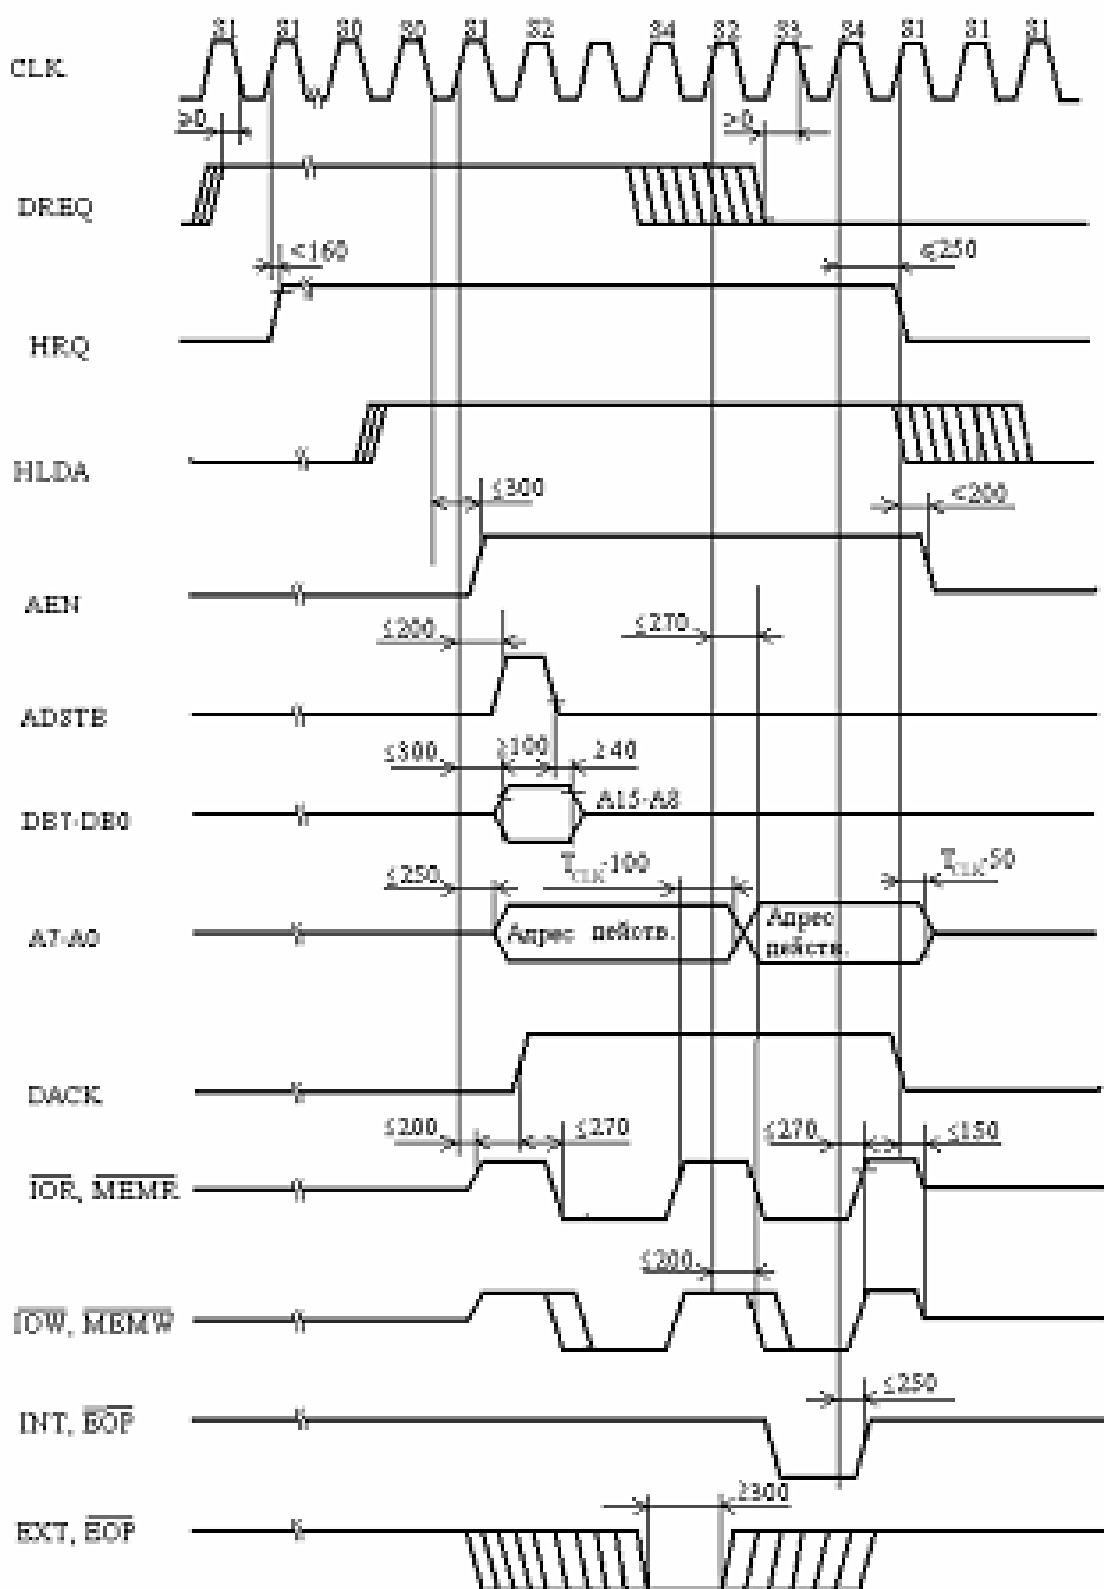 S1 S1 S0 S0 S1 S2 S4 S2 S3 S4 S1 S1 S1
CLK
>0 >0
DREQ
<160 ≤250
HRQ
HLDA
≤300 <200
AEN
≤200 ≤270
ADSTB
≤300 ≥100 ≥40
DB7-DB0 A15-A8
≤250 TCLK-100 TCLK-50
A7-A0 Адрес действ. Адрес действ.
DACK
≤200 ≤270 ≤270 ≤150
IOR, MEMR
≤200
IOW, MEMW
≤250
INT, EOP
≥300
EXT, EOP